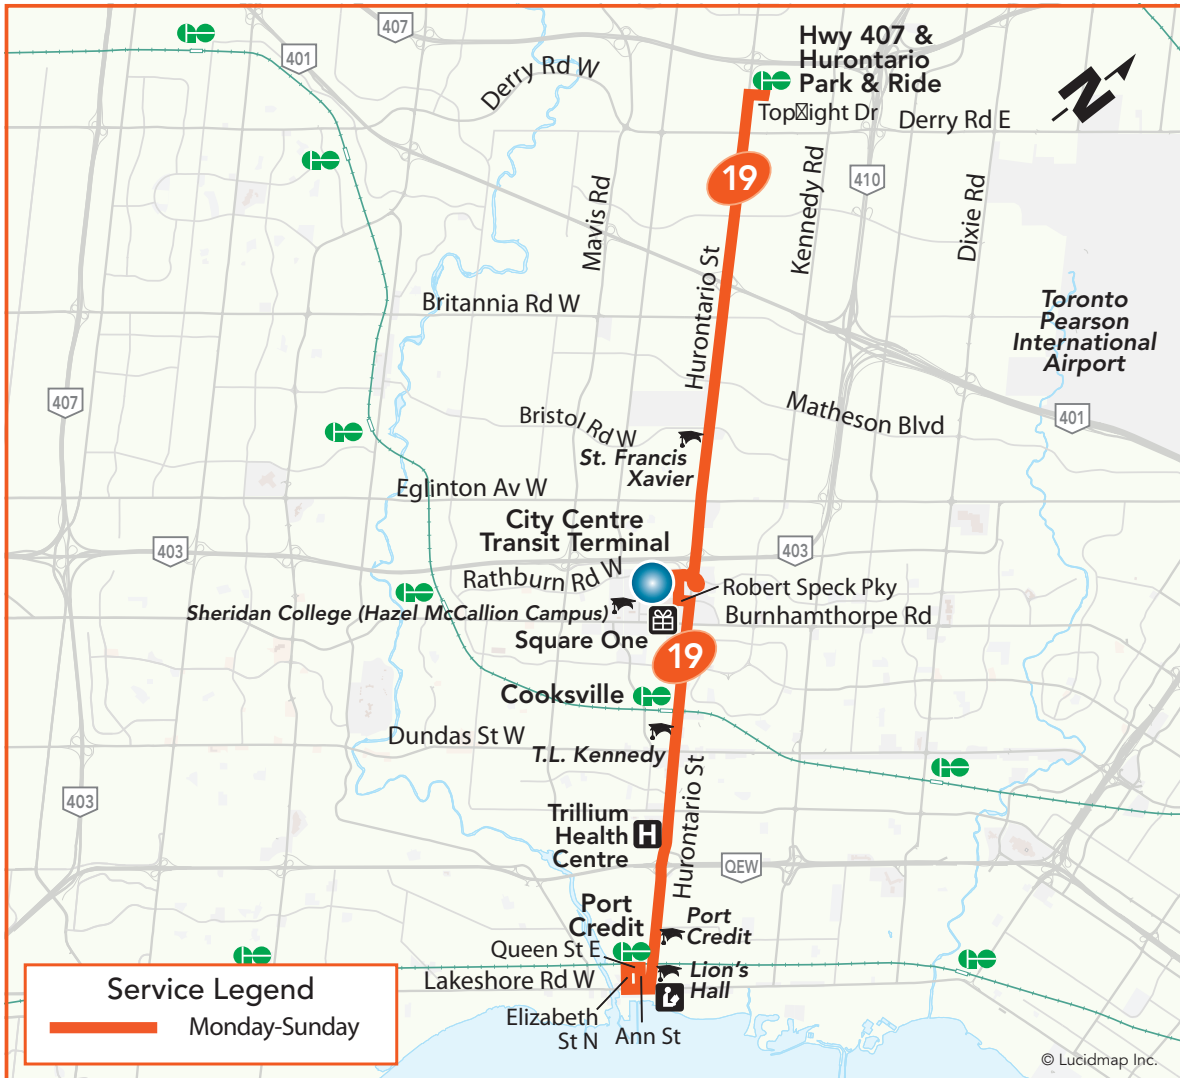 407
401
Hwy 407 &
Hurontario
Park & Ride
N
Derry Rd W
Derry Rd E
19
Kennedy Rd
410
Mavis Rd
Dixie Rd
Hurontario St
Britannia Rd W
Toronto
Pearson
International
Airport
407
Bristol Rd W
Matheson Blvd
401
St. Francis
Xavier
Eglinton Av W
City Centre
Transit Terminal
403
403
Rathburn Rd W
Robert Speck Pky
Sheridan College (Hazel McCallion Campus)
Burnhamthorpe Rd
Square One
19
Cooksville
Dundas St W
T.L. Kennedy
403
Hurontario St
Trillium
Health
Centre
H
QEW
Port
Credit
Port
Credit
Queen St E
Lakeshore Rd W
Lion's
Hall
Elizabeth
St N
Ann St
Service Legend
Monday-Sunday
© Lucidmap Inc.